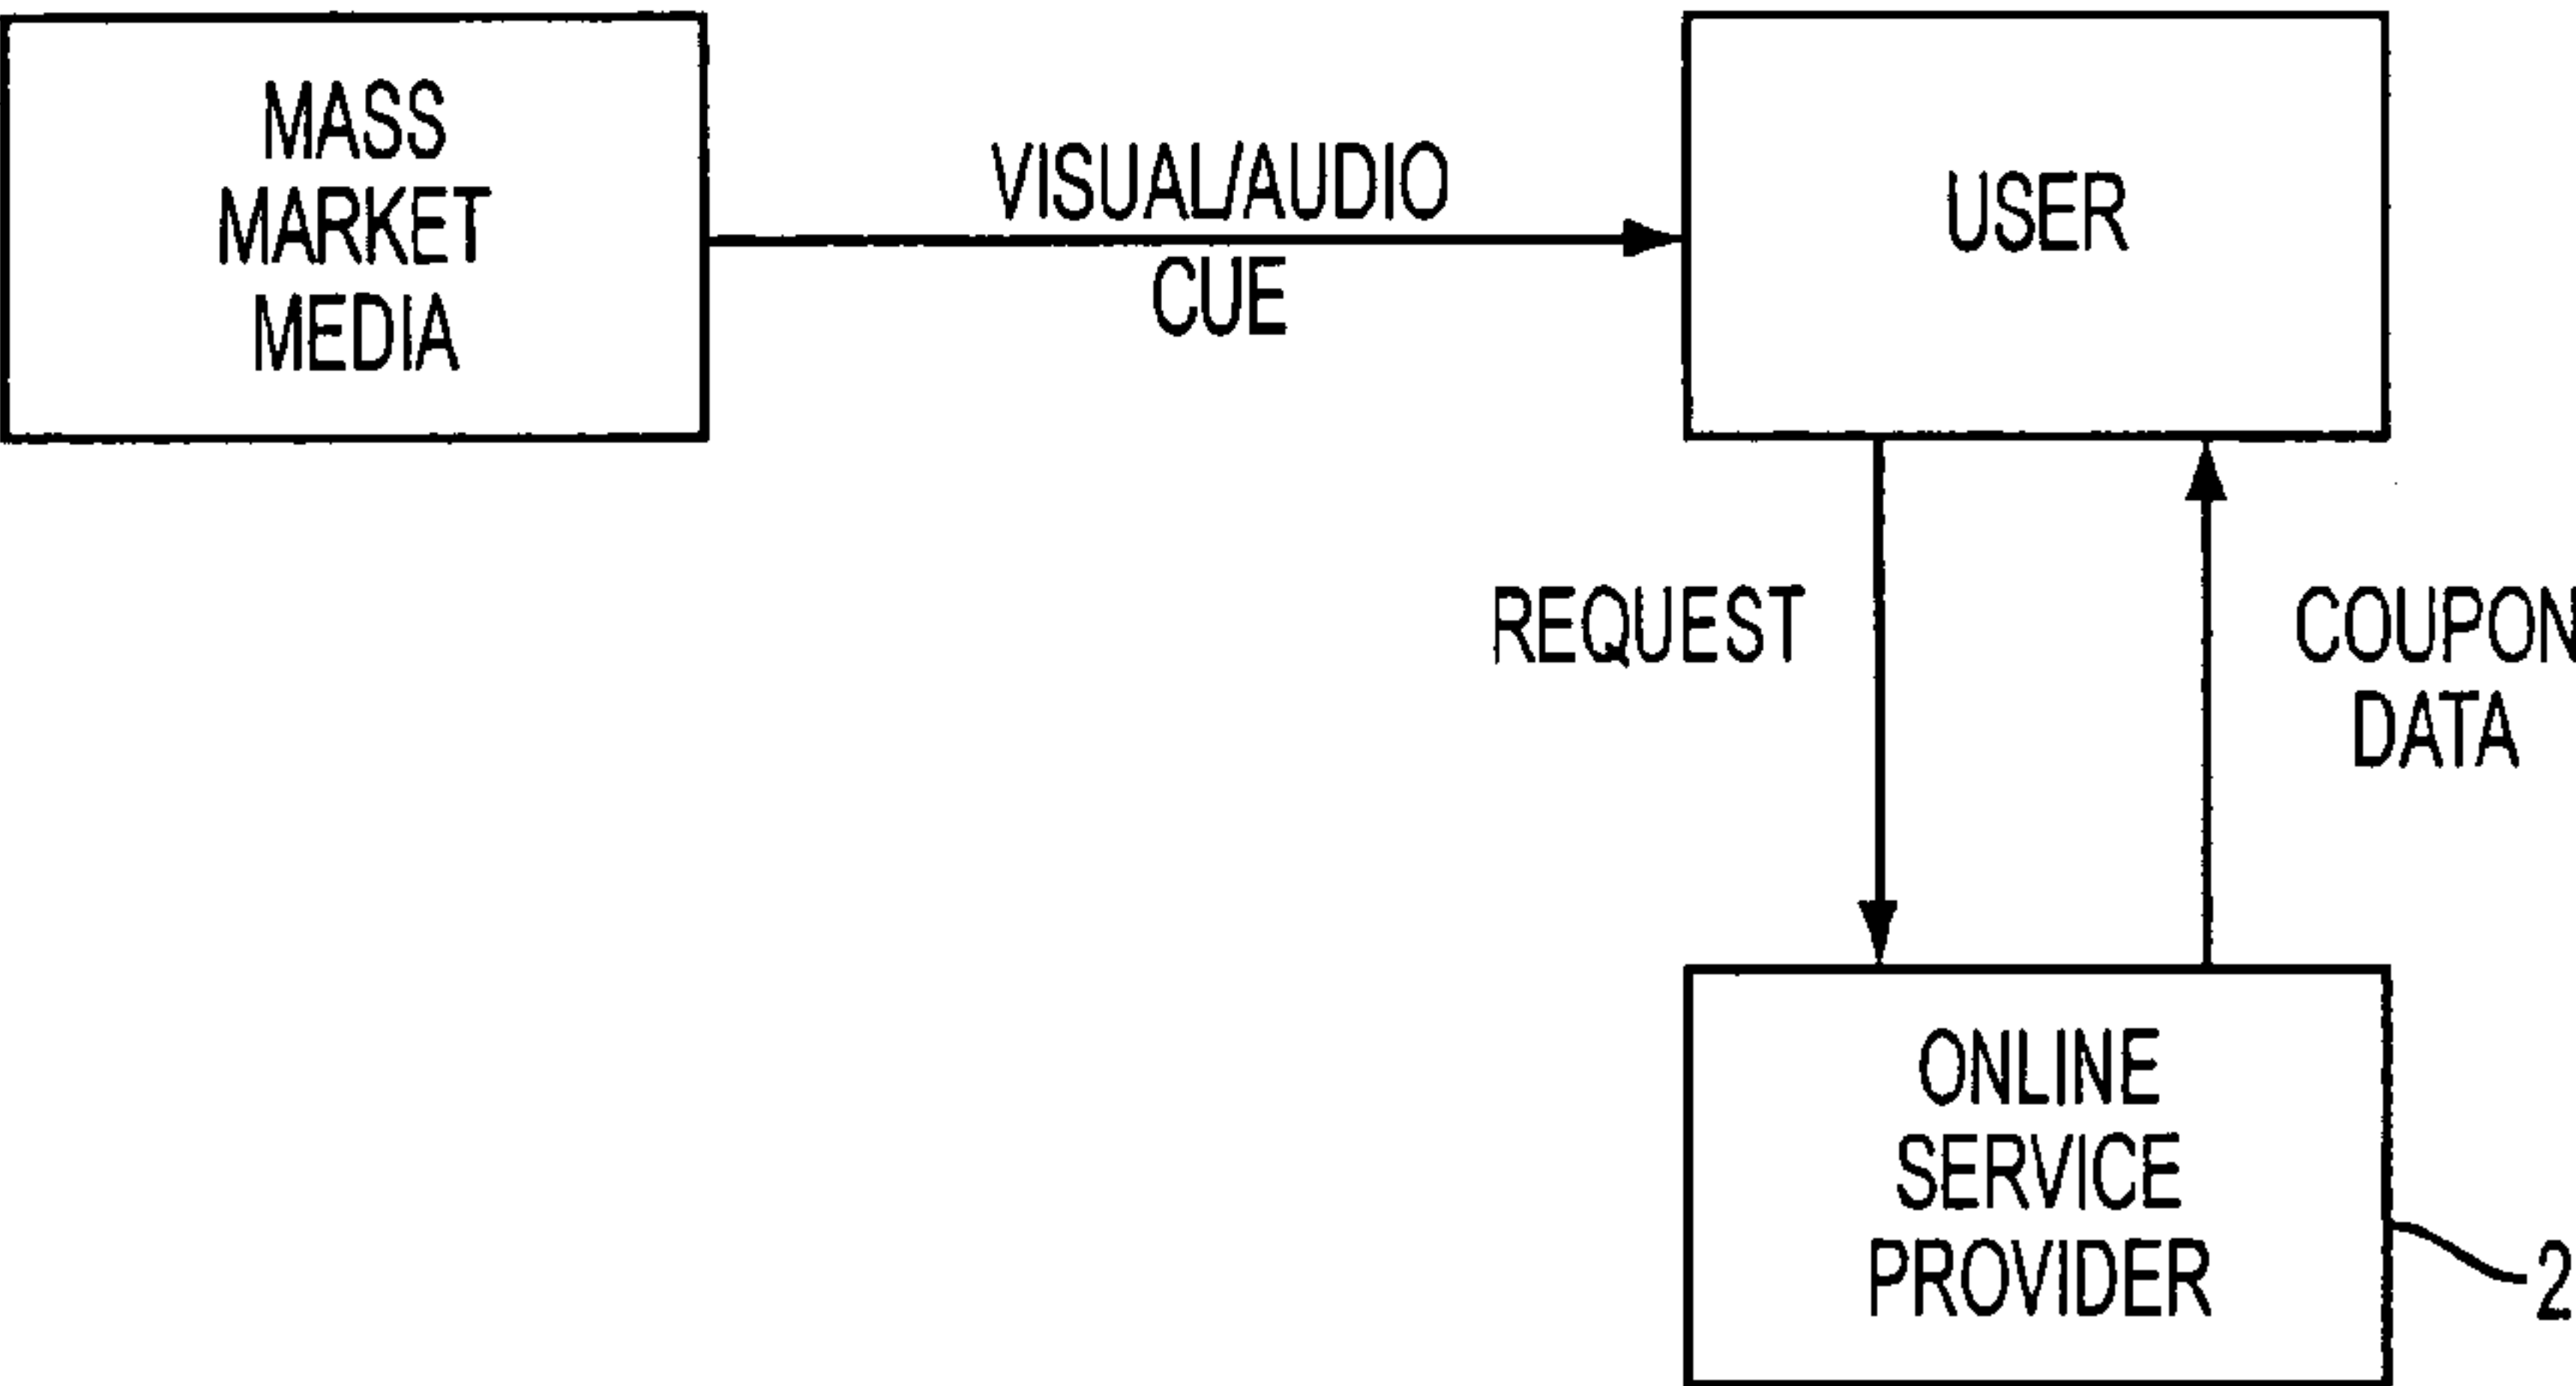 MASS
MARKET
MEDIA
VISUAL/AUDIO
CUE
USER
REQUEST
COUPON
DATA
ONLINE
SERVICE
PROVIDER
2